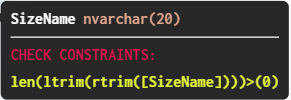 SizeName nvarchar(20)
CHECK CONSTRAINTS:
len(ltrim(rtrim([SizeName])))>(0)